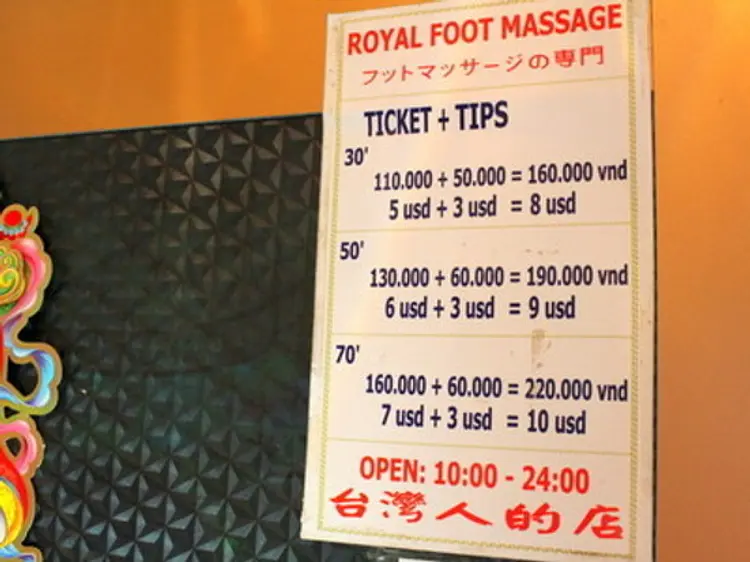 ROYAL FOOT MASSAGE
フットマッサージの専門
TICKET + TIPS
30'
110.000 + 50.000 = 160.000 vnd
5 usd + 3 usd = 8 usd
50'
130.000 + 60.000 = 190.000 vnd
6 usd + 3 usd = 9 usd
70'
160.000 + 60.000 = 220.000 vnd
7 usd + 3 usd = 10 usd
OPEN: 10:00 - 24:00
台灣人的店